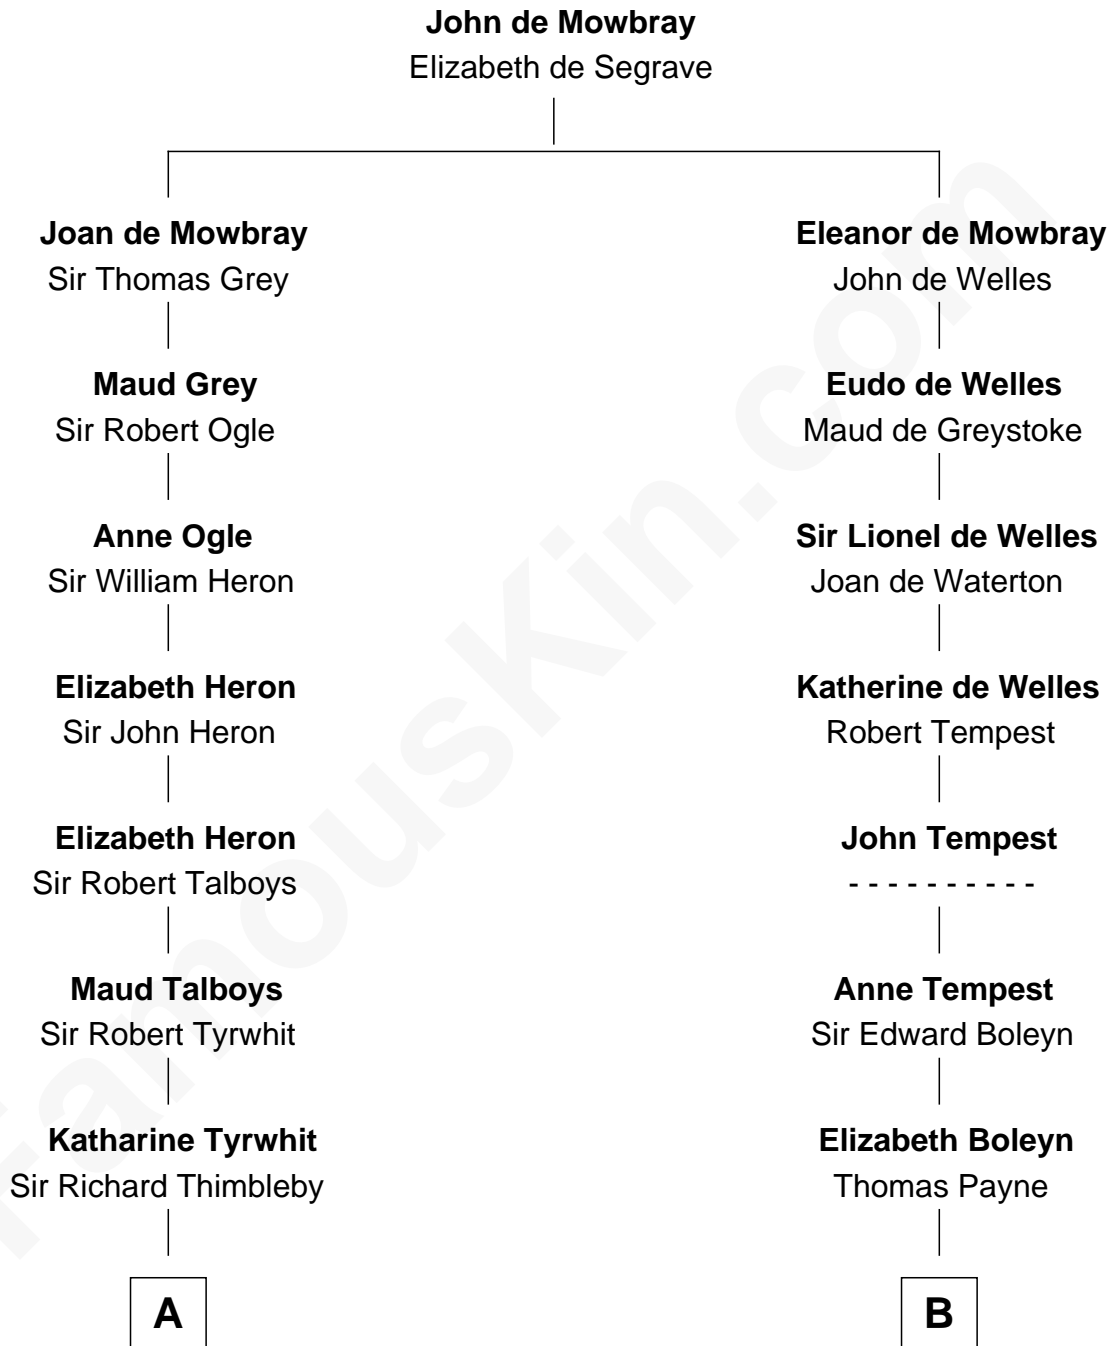 John de Mowbray
Elizabeth de Segrave
Joan de Mowbray
Sir Thomas Grey
Eleanor de Mowbray
John de Welles
Maud Grey
Sir Robert Ogle
Eudo de Welles
Maud de Greystoke
Anne Ogle
Sir William Heron
Sir Lionel de Welles
Joan de Waterton
Elizabeth Heron
Sir John Heron
Katherine de Welles
Robert Tempest
Elizabeth Heron
Sir Robert Talboys
John Tempest
- - - - - - - - - -
Maud Talboys
Sir Robert Tyrwhit
Anne Tempest
Sir Edward Boleyn
Katharine Tyrwhit
Sir Richard Thimbleby
Elizabeth Boleyn
Thomas Payne
A
B
FamousKin.com